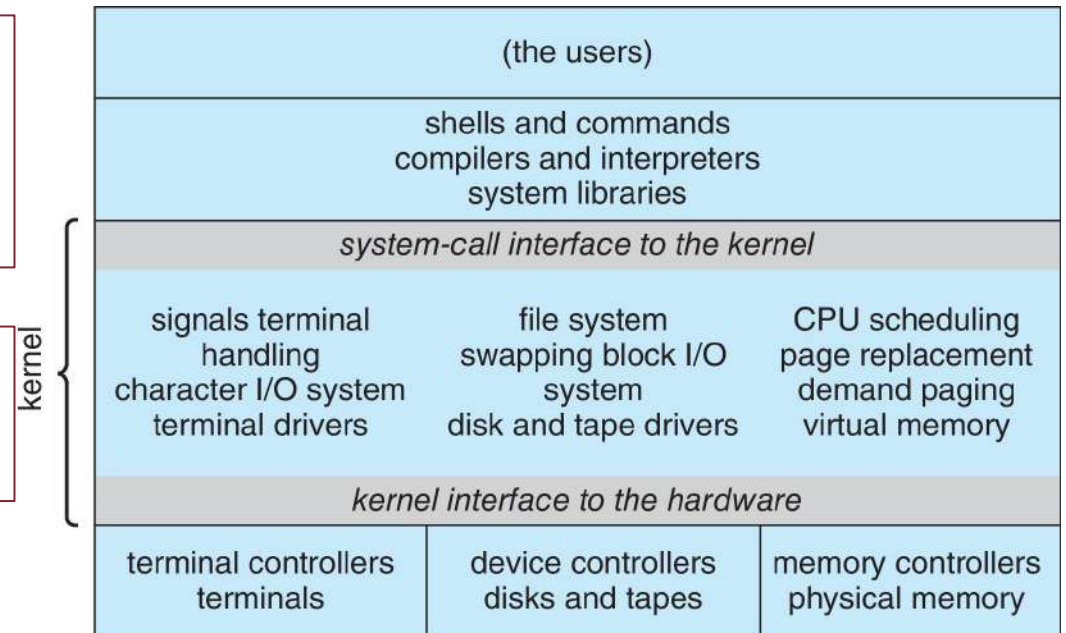 (the users)
shells and commands
compilers and interpreters
system libraries
system-call interface to the kernel
kernel
signals terminal
handling
character I/O system
terminal drivers
file system
swapping block I/O
system
disk and tape drivers
CPU scheduling
page replacement
demand paging
virtual memory
kernel interface to the hardware
terminal controllers
terminals
device controllers
disks and tapes
memory controllers
physical memory